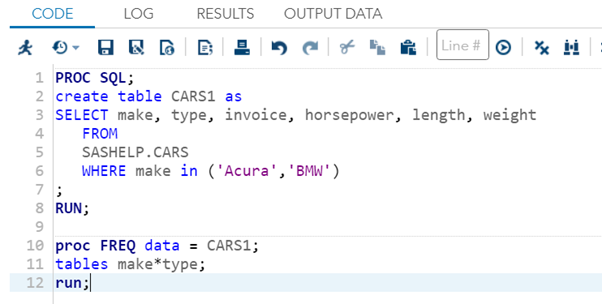 CODE LOG RESULTS OUTPUT DATA
Line #
1 PROC SQL;
2 create table CARS1 as
3 SELECT make, type, invoice, horsepower, length, weight
4 FROM
5 SASHELP.CARS
6 WHERE make in ('Acura','BMW')
7 ;
8 RUN;
9
10 proc FREQ data = CARS1;
11 tables make*type;
12 run;